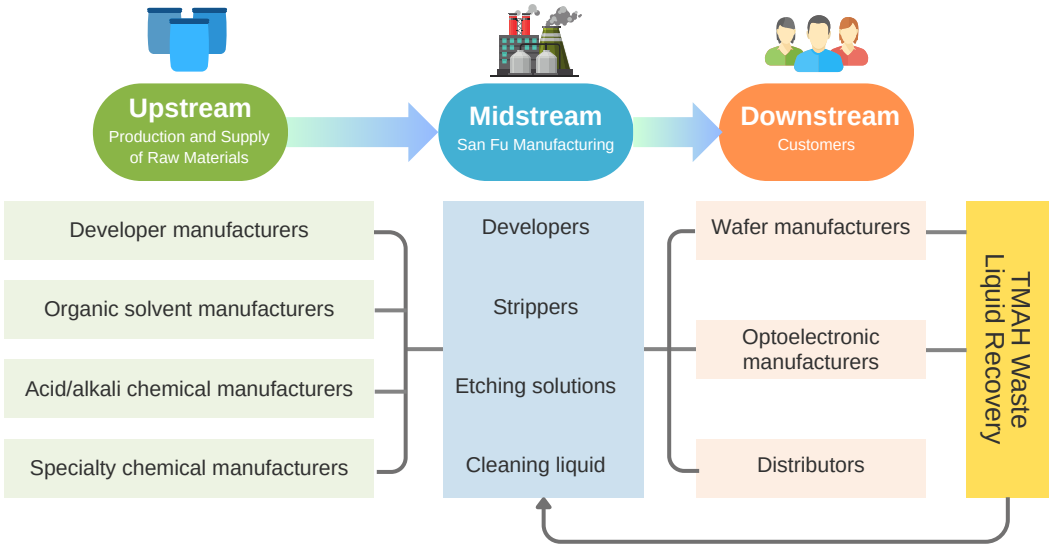 Upstream
Production and Supply
of Raw Materials
Midstream
San Fu Manufacturing
Downstream
Customers
Developer manufacturers
Organic solvent manufacturers
Acid/alkali chemical manufacturers
Specialty chemical manufacturers
Developers
Strippers
Etching solutions
Cleaning liquid
Wafer manufacturers
Optoelectronic
manufacturers
Distributors
TMAH Waste
Liquid Recovery